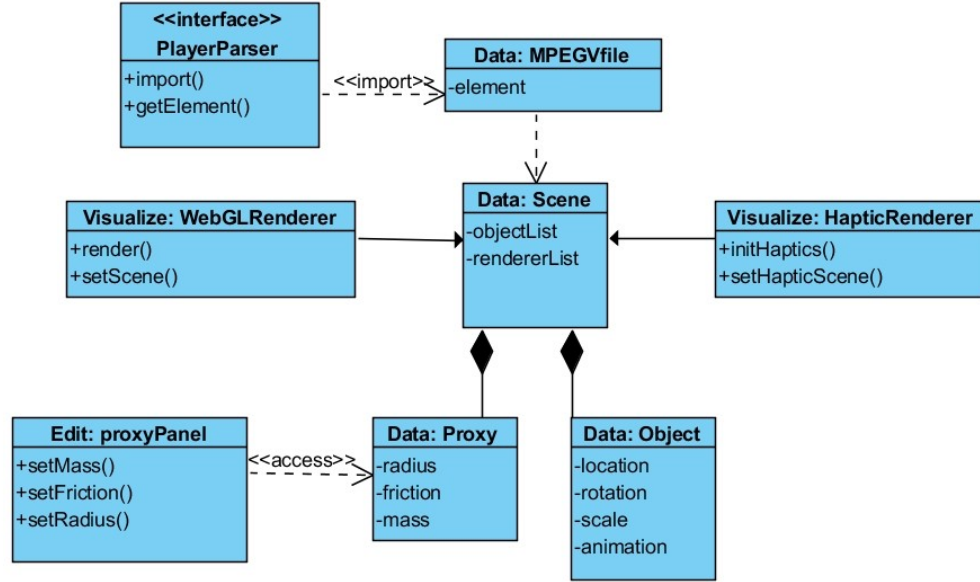 <<interface>>
PlayerParser
+import()
+getElement()
<<import>>
Data: MPEGVfile
-element
Visualize: WebGLRenderer
+render()
+setScene()
Data: Scene
-objectList
-rendererList
Visualize: HapticRenderer
+initHaptics()
+setHapticScene()
Edit: proxyPanel
+setMass()
+setFriction()
+setRadius()
<<access>>
Data: Proxy
-radius
-friction
-mass
Data: Object
-location
-rotation
-scale
-animation